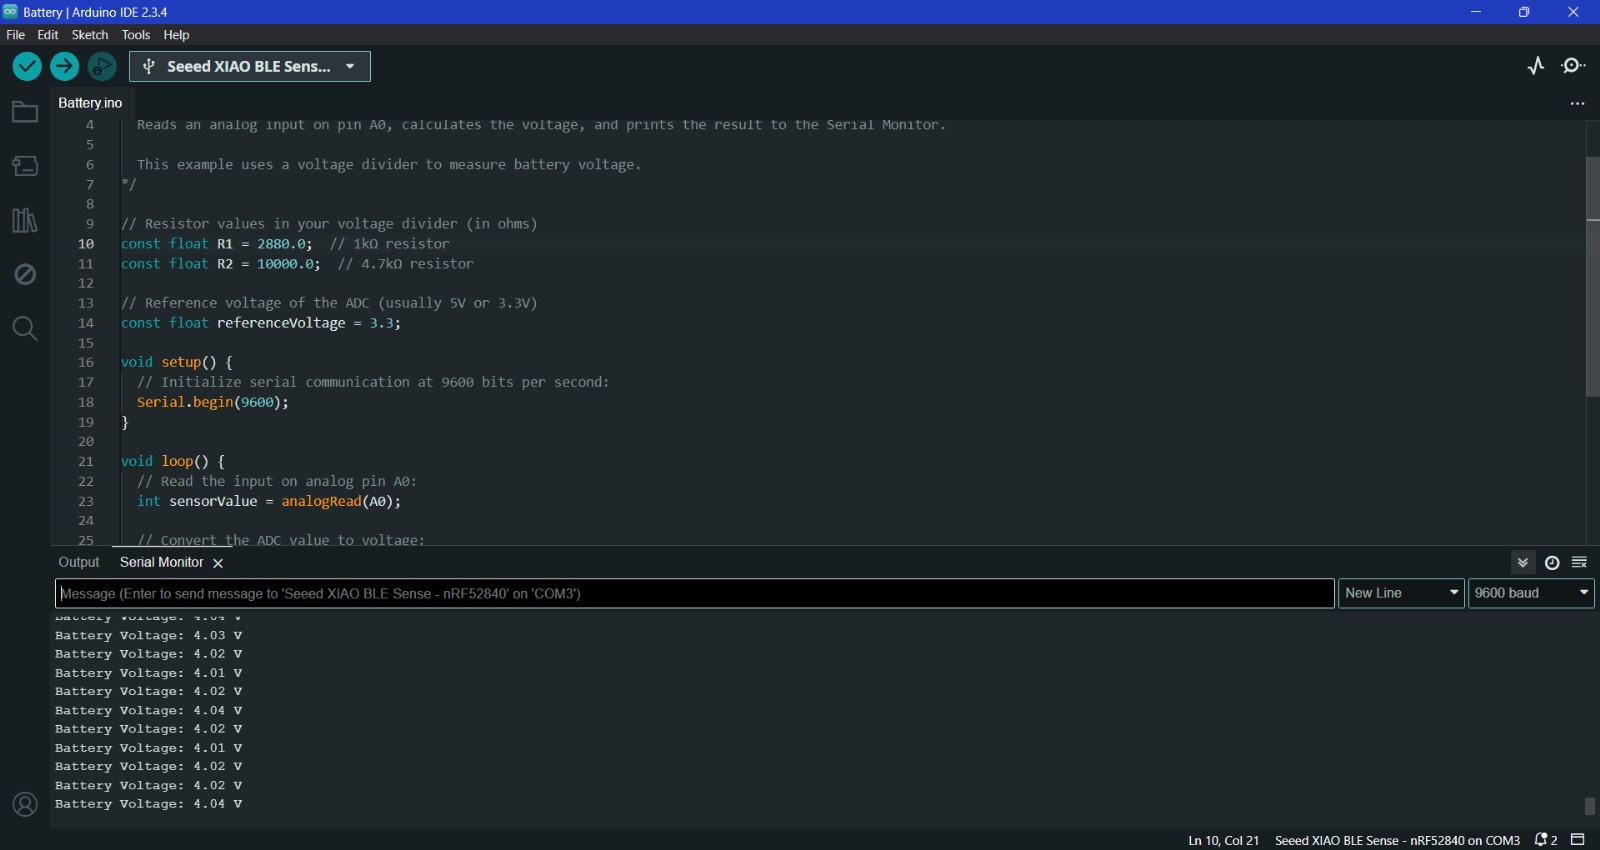 Battery | Arduino IDE 2.3.4
File Edit Sketch Tools Help
Seeed XIAO BLE Sens...
Battery.ino
4 Reads an analog input on pin A0, calculates the voltage, and prints the result to the Serial Monitor.
5
6 This example uses a voltage divider to measure battery voltage.
7 */
8
9 // Resistor values in your voltage divider (in ohms)
10 const float R1 = 2880.0; // 1kΩ resistor
11 const float R2 = 10000.0; // 4.7kΩ resistor
12
13 // Reference voltage of the ADC (usually 5V or 3.3V)
14 const float referenceVoltage = 3.3;
15
16 void setup() {
17 // Initialize serial communication at 9600 bits per second:
18 Serial.begin(9600);
19 }
20
21 void loop() {
22 // Read the input on analog pin A0:
23 int sensorValue = analogRead(A0);
24
25 // Convert the ADC value to voltage:
Output Serial Monitor
Message (Enter to send message to 'Seeed XIAO BLE Sense - nRF52840' on 'COM3') New Line 9600 baud
Battery Voltage: 4.04 V
Battery Voltage: 4.03 V
Battery Voltage: 4.02 V
Battery Voltage: 4.01 V
Battery Voltage: 4.02 V
Battery Voltage: 4.04 V
Battery Voltage: 4.02 V
Battery Voltage: 4.01 V
Battery Voltage: 4.02 V
Battery Voltage: 4.02 V
Battery Voltage: 4.04 V
Ln 10, Col 21 Seeed XIAO BLE Sense - nRF52840 on COM3 2